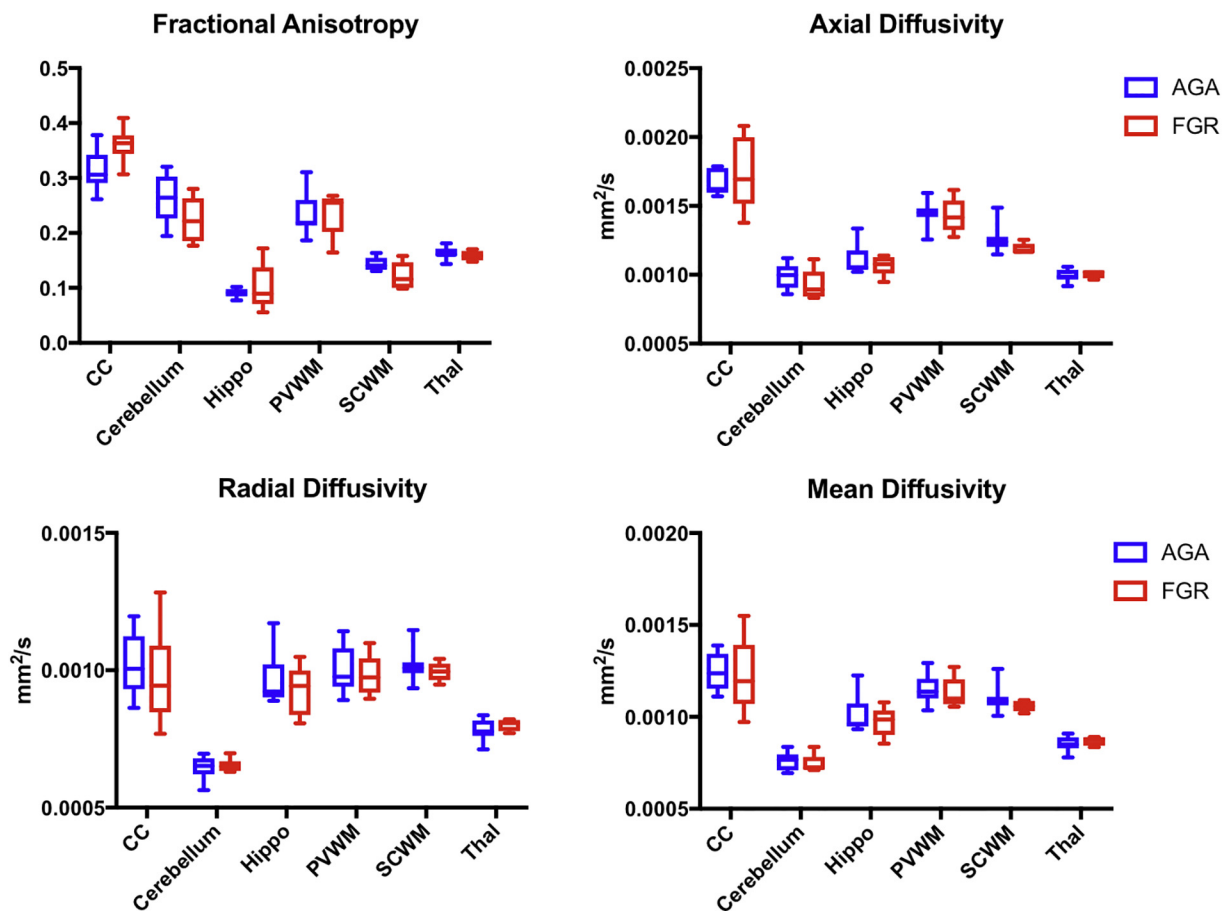 Fractional Anisotropy
0.5
0.4
0.3
0.2
0.1
0.0
CC
Cerebellum
Hippo
PVWM
SCWM
Thal
Axial Diffusivity
mm²/s
0.0025
0.0020
0.0015
0.0010
0.0005
CC
Cerebellum
Hippo
PVWM
SCWM
Thal
AGA
FGR
Radial Diffusivity
mm²/s
0.0015
0.0010
0.0005
CC
Cerebellum
Hippo
PVWM
SCWM
Thal
Mean Diffusivity
mm²/s
0.0020
0.0015
0.0010
0.0005
CC
Cerebellum
Hippo
PVWM
SCWM
Thal
AGA
FGR